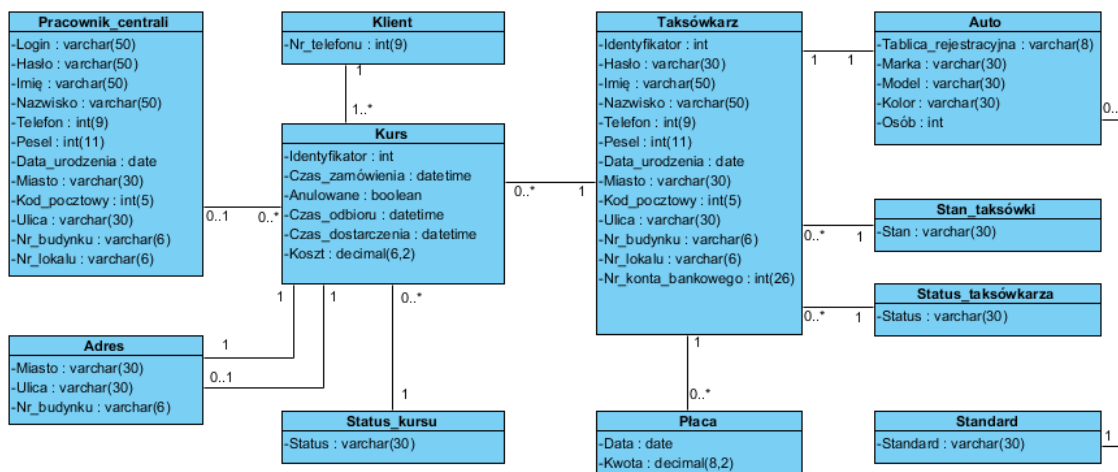 Pracownik_centrali
-Login : varchar(50)
-Hasło : varchar(50)
-Imię : varchar(50)
-Nazwisko : varchar(50)
-Telefon : int(9)
-Pesel : int(11)
-Data_urodzenia : date
-Miasto : varchar(30)
-Kod_pocztowy : int(5)
-Ulica : varchar(30)
-Nr_budynku : varchar(6)
-Nr_lokalu : varchar(6)
0..1
0..*
Klient
-Nr_telefonu : int(9)
1
1..*
Kurs
-Identyfikator : int
-Czas_zamówienia : datetime
-Anulowane : boolean
-Czas_odbioru : datetime
-Czas_dostarczenia : datetime
-Koszt : decimal(6,2)
0..*
1
1
1
0..*
1
0..1
Adres
-Miasto : varchar(30)
-Ulica : varchar(30)
-Nr_budynku : varchar(6)
1
Status_kursu
-Status : varchar(30)
Taksówkarz
-Identyfikator : int
-Hasło : varchar(30)
-Imię : varchar(50)
-Nazwisko : varchar(50)
-Telefon : int(9)
-Pesel : int(11)
-Data_urodzenia : date
-Miasto : varchar(30)
-Kod_pocztowy : int(5)
-Ulica : varchar(30)
-Nr_budynku : varchar(6)
-Nr_lokalu : varchar(6)
-Nr_konta_bankowego : int(26)
1
0..*
Płaca
-Data : date
-Kwota : decimal(8,2)
1
1
Auto
-Tablica_rejestracyjna : varchar(8)
-Marka : varchar(30)
-Model : varchar(30)
-Kolor : varchar(30)
-Osób : int
0..
0..*
1
Stan_taksówki
-Stan : varchar(30)
0..*
1
Status_taksówkarza
-Status : varchar(30)
Standard
-Standard : varchar(30)
1